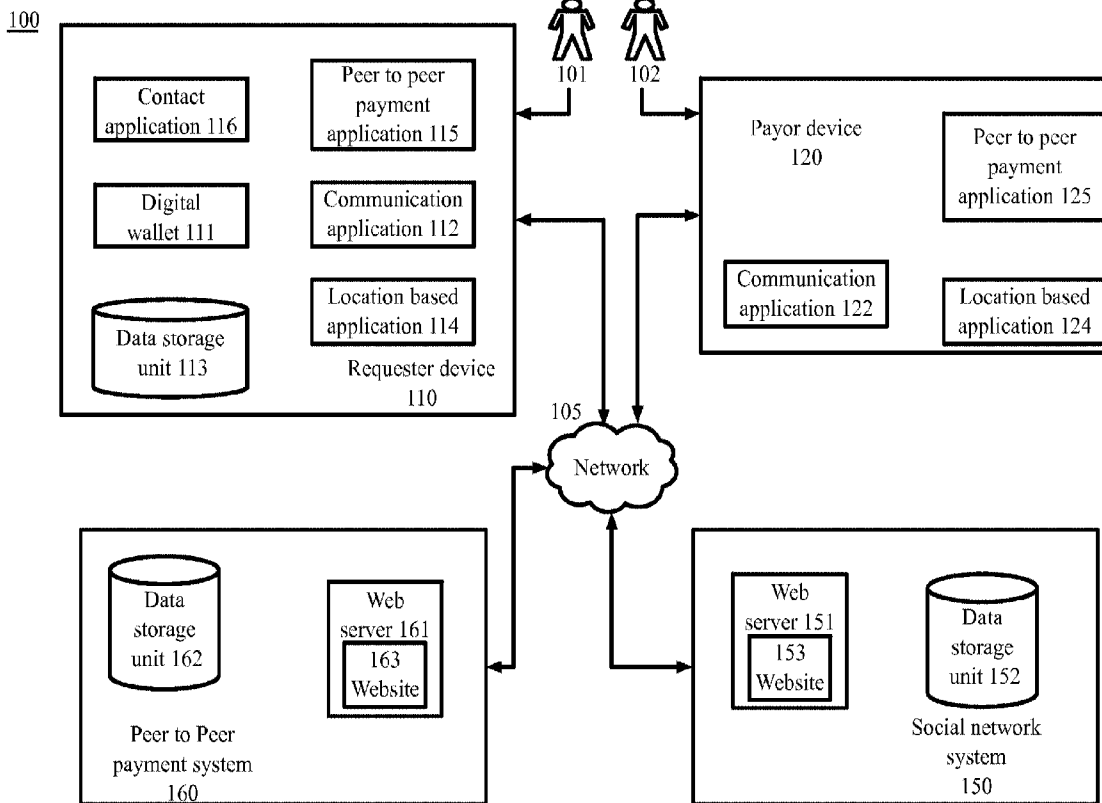 100
101
102
Contact
application 116
Peer to peer
payment
application 115
Digital
wallet 111
Communication
application 112
Data storage
unit 113
Location based
application 114
Requester device
110
Payor device
120
Peer to peer
payment
application 125
Communication
application 122
Location based
application 124
105
Network
Data
storage
unit 162
Web
server 161
163
Website
Peer to Peer
payment system
160
Web
server 151
153
Website
Data
storage
unit 152
Social network
system
150